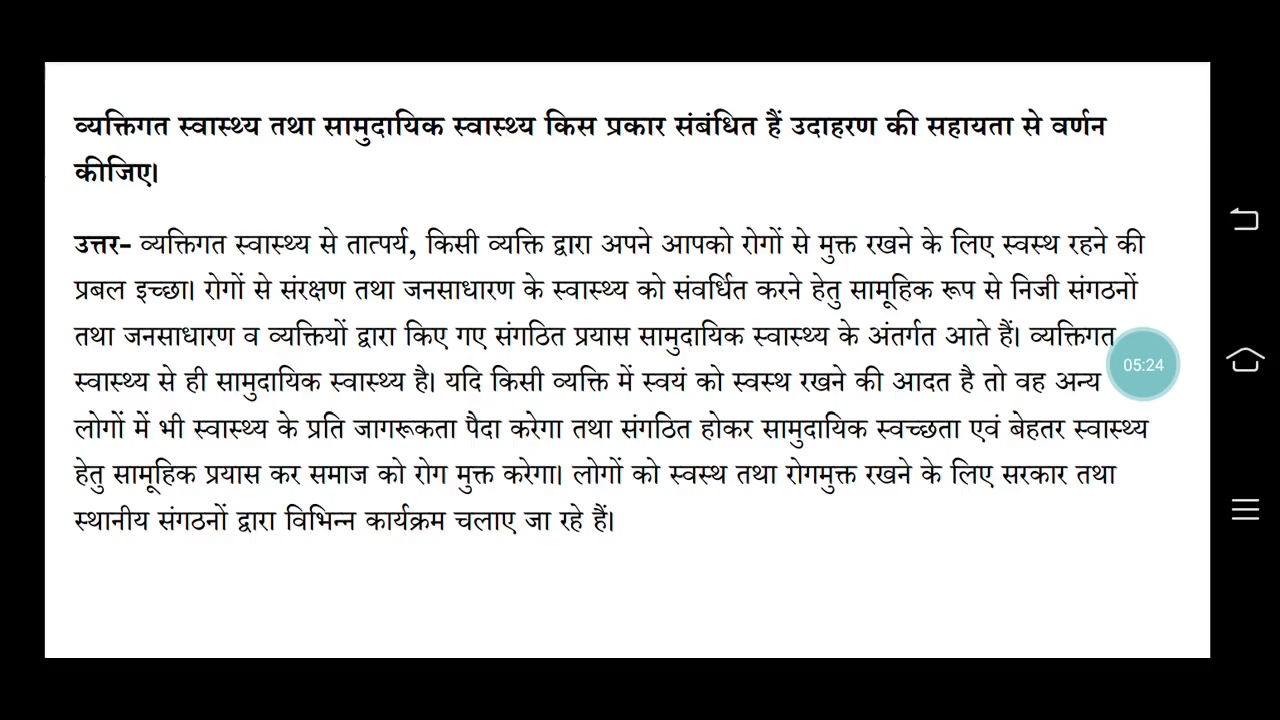 व्यक्तिगत स्वास्थ्य तथा सामुदायिक स्वास्थ्य किस प्रकार संबंधित हैं उदाहरण की सहायता से वर्णन
कीजिए।
उत्तर- व्यक्तिगत स्वास्थ्य से तात्पर्य, किसी व्यक्ति द्वारा अपने आपको रोगों से मुक्त रखने के लिए स्वस्थ रहने की
प्रबल इच्छा। रोगों से संरक्षण तथा जनसाधारण के स्वास्थ्य को संवर्धित करने हेतु सामूहिक रूप से निजी संगठनों
तथा जनसाधारण व व्यक्तियों द्वारा किए गए संगठित प्रयास सामुदायिक स्वास्थ्य के अंतर्गत आते हैं। व्यक्तिगत
स्वास्थ्य से ही सामुदायिक स्वास्थ्य है। यदि किसी व्यक्ति में स्वयं को स्वस्थ रखने की आदत है तो वह अन्य
लोगों में भी स्वास्थ्य के प्रति जागरूकता पैदा करेगा तथा संगठित होकर सामुदायिक स्वच्छता एवं बेहतर स्वास्थ्य
हेतु सामूहिक प्रयास कर समाज को रोग मुक्त करेगा। लोगों को स्वस्थ तथा रोगमुक्त रखने के लिए सरकार तथा
स्थानीय संगठनों द्वारा विभिन्न कार्यक्रम चलाए जा रहे हैं।
05:24